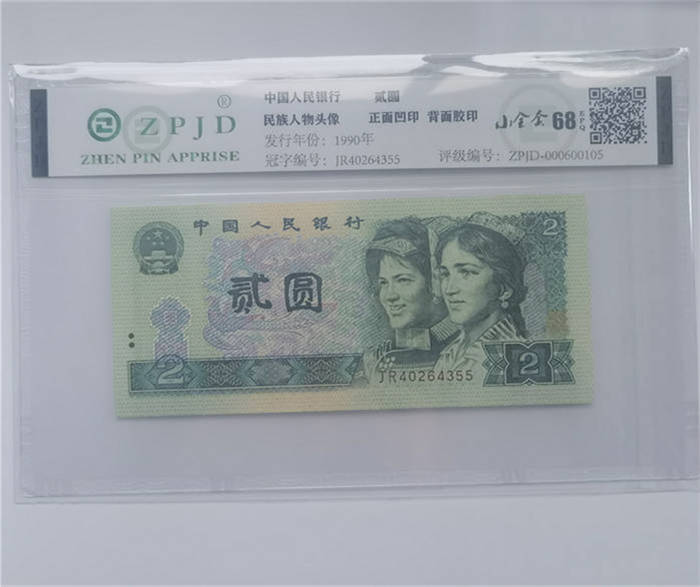 ZPJD®
ZHEN PIN APPRISE
中国人民银行 贰圆
民族人物头像 正面凹印 背面胶印
发行年份：1990年
冠字编号：JR40264355
68 EPQ
评级编号：ZPJD-000600105
中国人民银行
贰圆
2
2
2
JR40264355